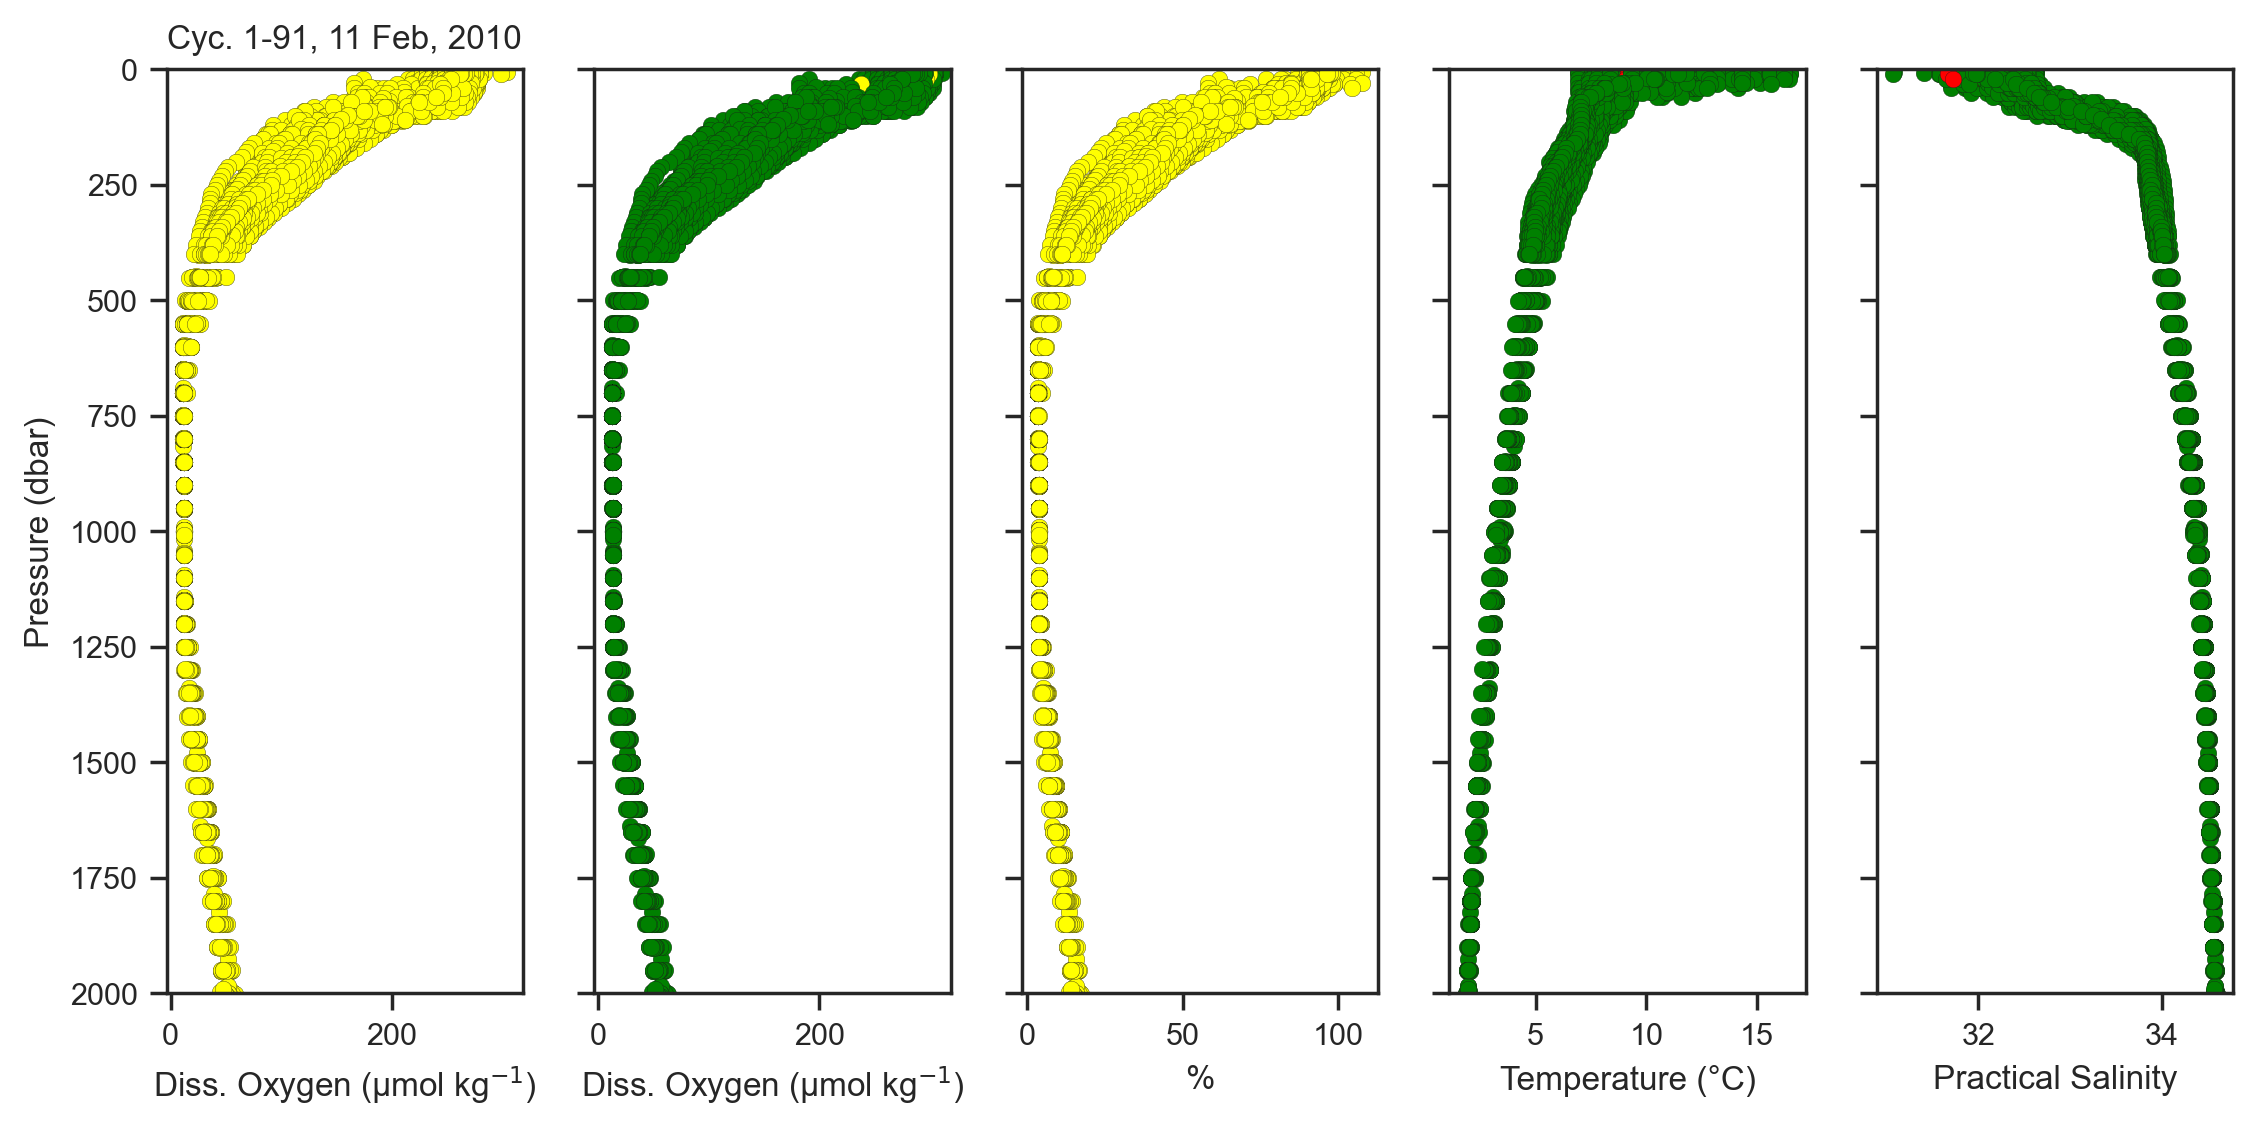 Cyc. 1-91, 11 Feb, 2010
Pressure (dbar)
0
250
500
750
1000
1250
1500
1750
2000
0 200
0 200
0 50 100
5 10 15
32 34
Diss. Oxygen (µmol kg⁻¹)
Diss. Oxygen (µmol kg⁻¹)
%
Temperature (°C)
Practical Salinity